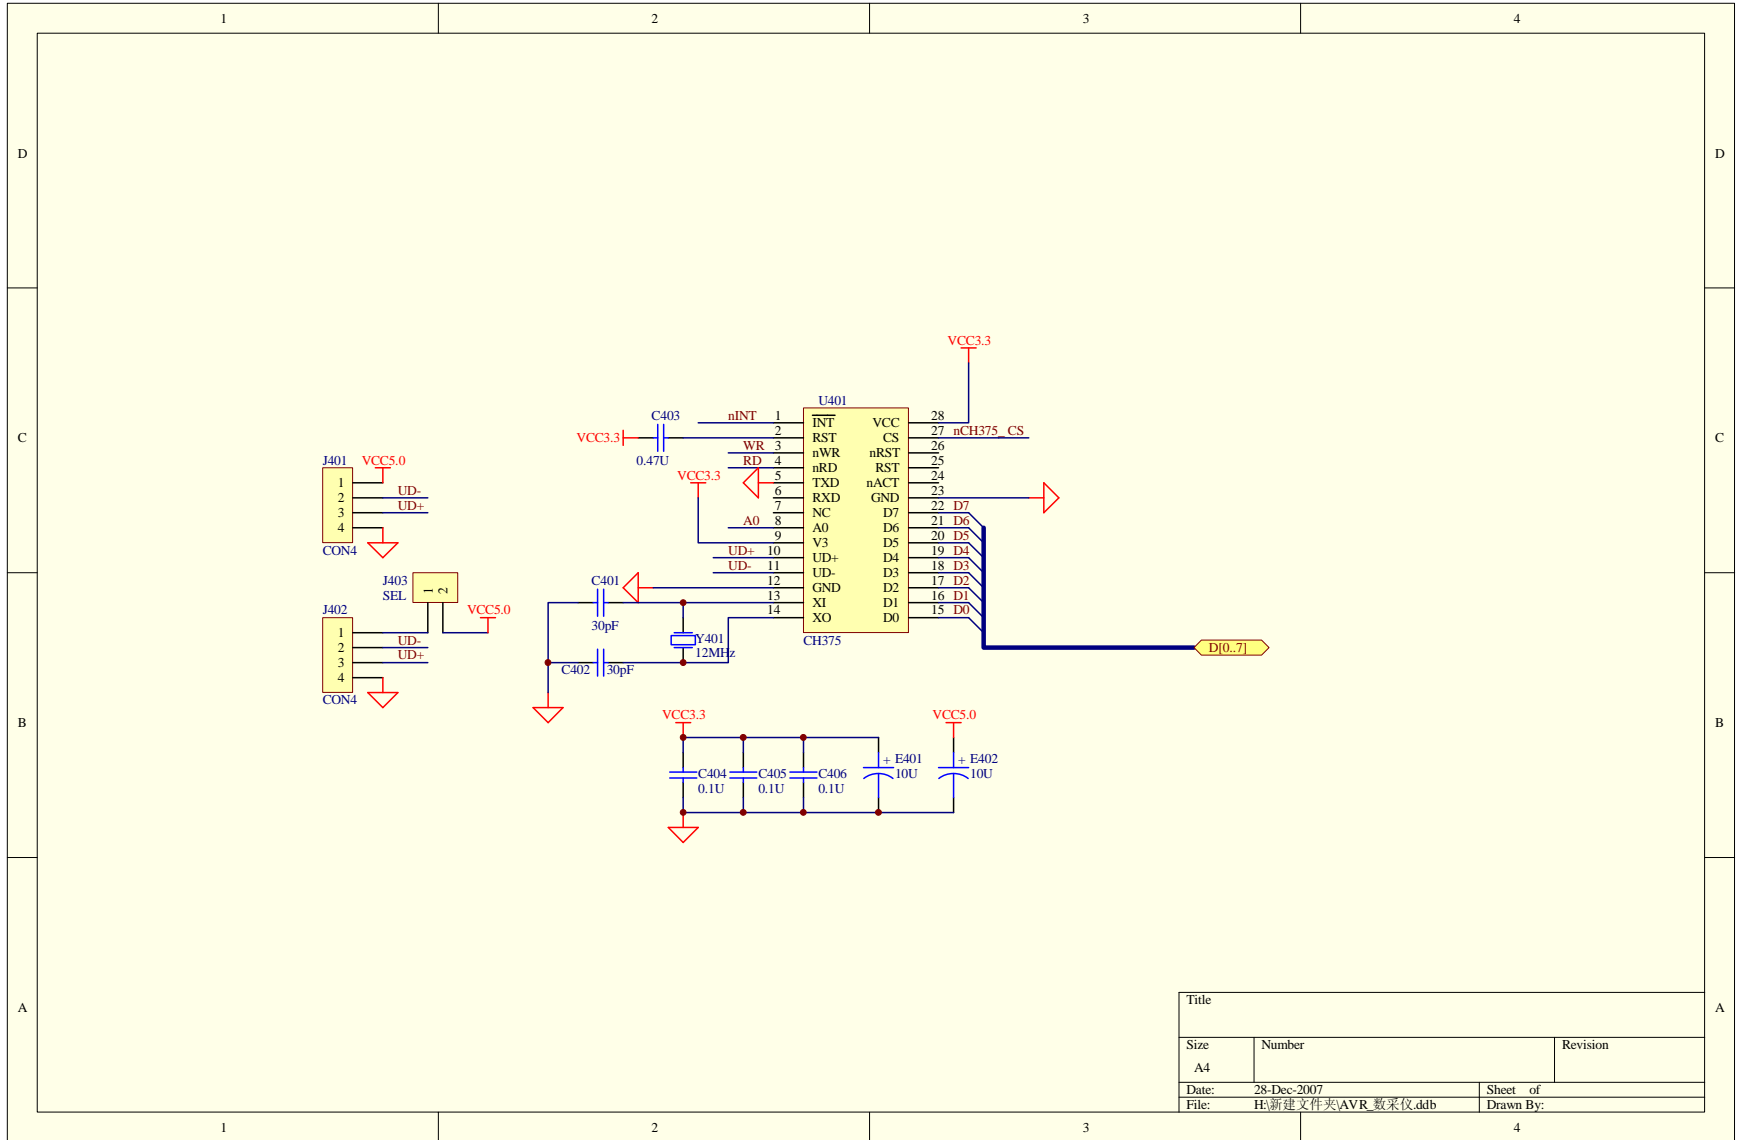 1 2 3 4
D D
VCC3.3
U401
C403 nINT 1 INT VCC 28
VCC3.3 2 RST CS 27 nCH375_CS
0.47U WR 3 nWR nRST 26
RD 4 nRD RST 25
VCC3.3 5 TXD nACT 24
6 RXD GND 23
7 NC D7 22 D7
A0 8 A0 D6 21 D6
9 V3 D5 20 D5
UD+ 10 UD+ D4 19 D4
UD- 11 UD- D3 18 D3
12 GND D2 17 D2
13 XI D1 16 D1
14 XO D0 15 D0
CH375
D[0..7]
C C
J401 VCC5.0
1
2 UD-
3 UD+
4
CON4
J403
SEL
1 2
J402 VCC5.0
1
2 UD-
3 UD+
4
CON4
C401
30pF
Y401
12MHz
C402 30pF
B B
VCC3.3 VCC5.0
C404 C405 C406 + E401 + E402
0.1U 0.1U 0.1U 10U 10U
A A
Title
Size Number Revision
A4
Date: 28-Dec-2007 Sheet of
File: H:\新建文件夹\AVR_数采仪.ddb Drawn By:
1 2 3 4